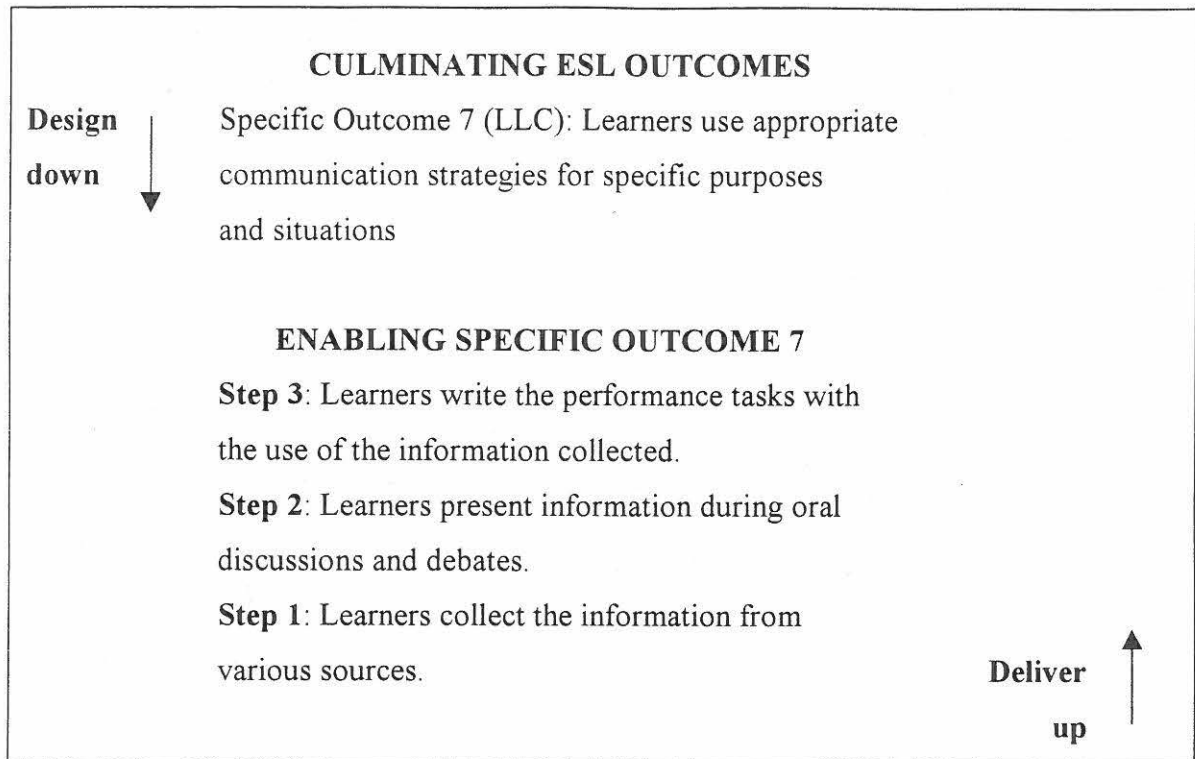 CULMINATING ESL OUTCOMES
Design
down
Specific Outcome 7 (LLC): Learners use appropriate
communication strategies for specific purposes
and situations
ENABLING SPECIFIC OUTCOME 7
Step 3: Learners write the performance tasks with
the use of the information collected.
Step 2: Learners present information during oral
discussions and debates.
Step 1: Learners collect the information from
various sources.
Deliver
up